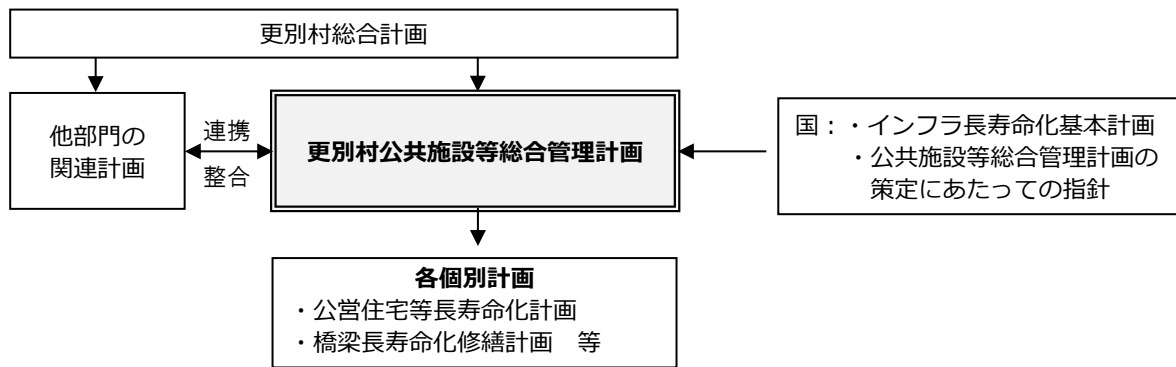 更別村総合計画
他部門の
関連計画
連携
整合
更別村公共施設等総合管理計画
国：・インフラ長寿命化基本計画
・公共施設等総合管理計画の
策定にあたっての指針
各個別計画
・公営住宅等長寿命化計画
・橋梁長寿命化修繕計画　等